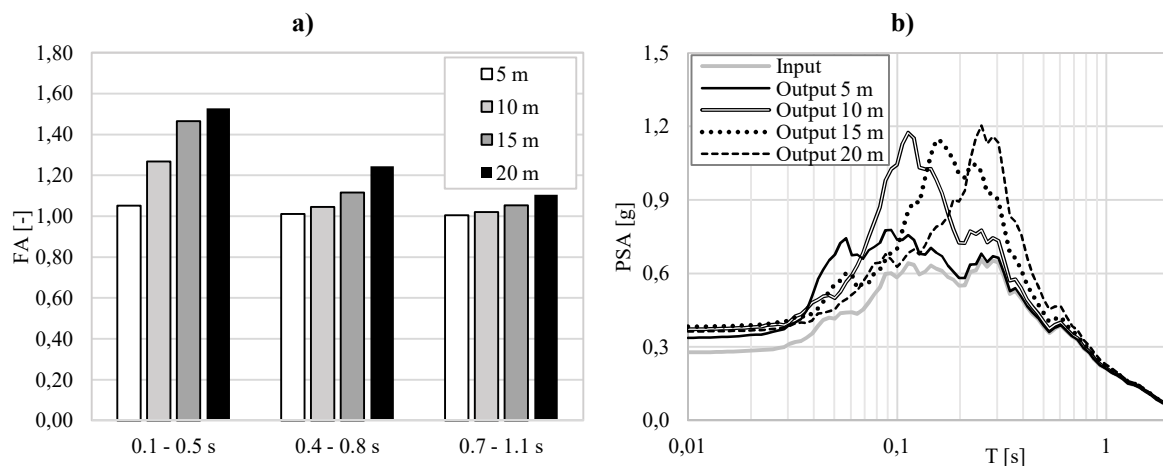 a)
1,80
1,60
1,40
1,20
1,00
0,80
0,60
0,40
0,20
0,00
FA [-]
5 m
10 m
15 m
20 m
0.1 - 0.5 s
0.4 - 0.8 s
0.7 - 1.1 s
b)
1,5
1,2
0,9
0,6
0,3
0,0
PSA [g]
Input
Output 5 m
Output 10 m
Output 15 m
Output 20 m
0,01
0,1
1
T [s]